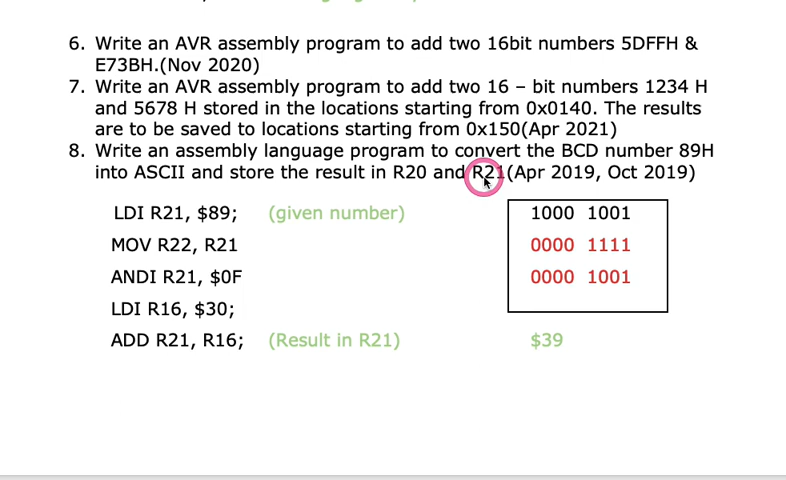 6. Write an AVR assembly program to add two 16bit numbers 5DFFH &
E73BH.(Nov 2020)
7. Write an AVR assembly program to add two 16 – bit numbers 1234 H
and 5678 H stored in the locations starting from 0x0140. The results
are to be saved to locations starting from 0x150(Apr 2021)
8. Write an assembly language program to convert the BCD number 89H
into ASCII and store the result in R20 and R21(Apr 2019, Oct 2019)
LDI R21, $89; (given number) 1000 1001
MOV R22, R21 0000 1111
ANDI R21, $0F 0000 1001
LDI R16, $30;
ADD R21, R16; (Result in R21) $39